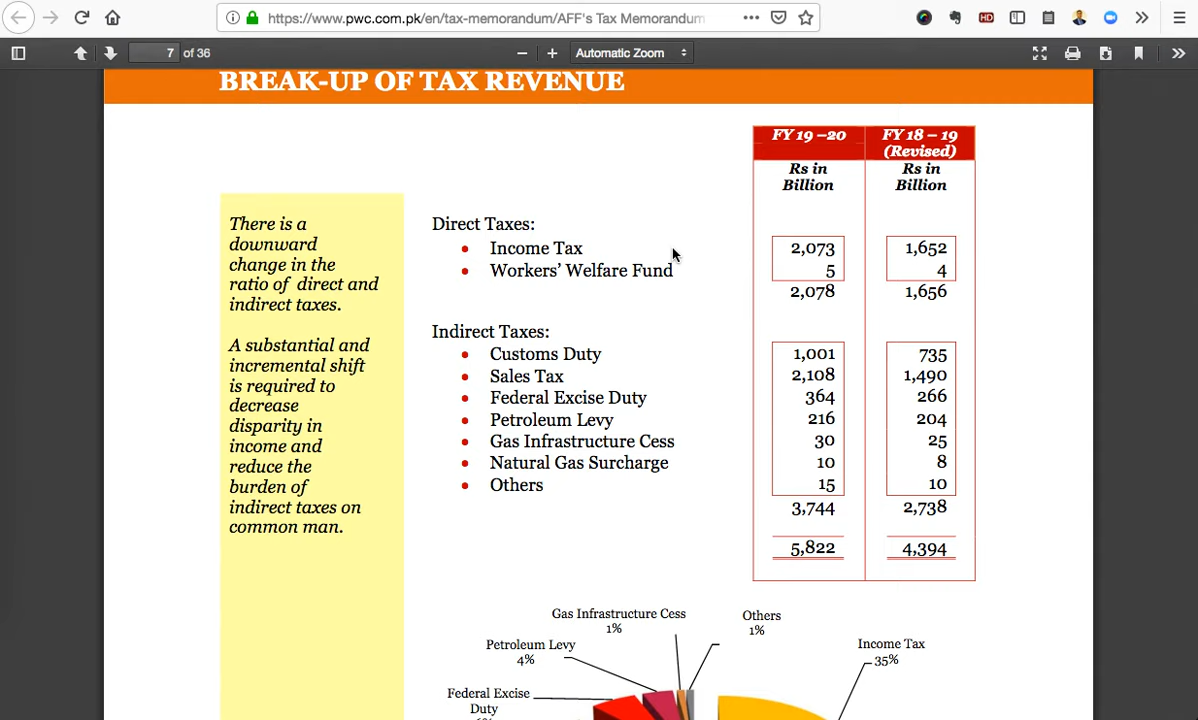 https://www.pwc.com.pk/en/tax-memorandum/AFF's Tax Memorandum
HD
7 of 36
Automatic Zoom
BREAK-UP OF TAX REVENUE
FY 19 –20 FY 18 – 19
(Revised)
Rs in Rs in
Billion Billion
There is a
downward
change in the
ratio of direct and
indirect taxes.
A substantial and
incremental shift
is required to
decrease
disparity in
income and
reduce the
burden of
indirect taxes on
common man.
Direct Taxes:
• Income Tax 2,073 1,652
• Workers' Welfare Fund 5 4
2,078 1,656
Indirect Taxes:
• Customs Duty 1,001 735
• Sales Tax 2,108 1,490
• Federal Excise Duty 364 266
• Petroleum Levy 216 204
• Gas Infrastructure Cess 30 25
• Natural Gas Surcharge 10 8
• Others 15 10
3,744 2,738
5,822 4,394
Gas Infrastructure Cess
1%
Others
1%
Petroleum Levy
4%
Income Tax
35%
Federal Excise
Duty